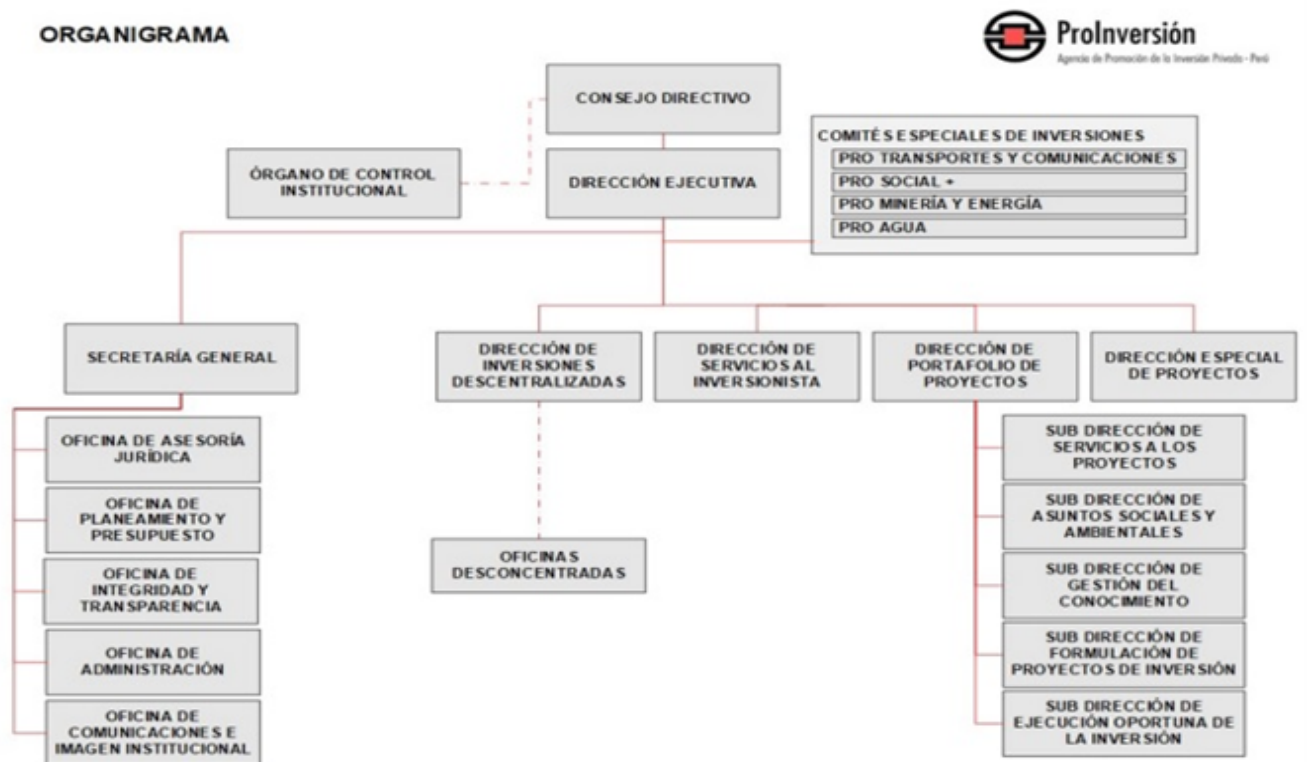 ORGANIGRAMA
ProInversión
Agencia de Promoción de la Inversión Privada - Perú
CONSEJO DIRECTIVO
COMITÉS ESPECIALES DE INVERSIONES
PRO TRANSPORTES Y COMUNICACIONES
PRO SOCIAL +
PRO MINERÍA Y ENERGÍA
PRO AGUA
ÓRGANO DE CONTROL
INSTITUCIONAL
DIRECCIÓN EJECUTIVA
SECRETARÍA GENERAL
DIRECCIÓN DE
INVERSIONES
DESCENTRALIZADAS
DIRECCIÓN DE
SERVICIOS AL
INVERSIONISTA
DIRECCIÓN DE
PORTAFOLIO DE
PROYECTOS
DIRECCIÓN ESPECIAL
DE PROYECTOS
OFICINA DE ASESORÍA
JURÍDICA
OFICINA DE
PLANEAMIENTO Y
PRESUPUESTO
OFICINA DE
INTEGRIDAD Y
TRANSPARENCIA
OFICINA DE
ADMINISTRACIÓN
OFICINA DE
COMUNICACIONES E
IMAGEN INSTITUCIONAL
OFICINAS
DESCONCENTRADAS
SUB DIRECCIÓN DE
SERVICIOS A LOS
PROYECTOS
SUB DIRECCIÓN DE
ASUNTOS SOCIALES Y
AMBIENTALES
SUB DIRECCIÓN DE
GESTIÓN DEL
CONOCIMIENTO
SUB DIRECCIÓN DE
FORMULACIÓN DE
PROYECTOS DE INVERSIÓN
SUB DIRECCIÓN DE
EJECUCIÓN OPORTUNA DE
LA INVERSIÓN